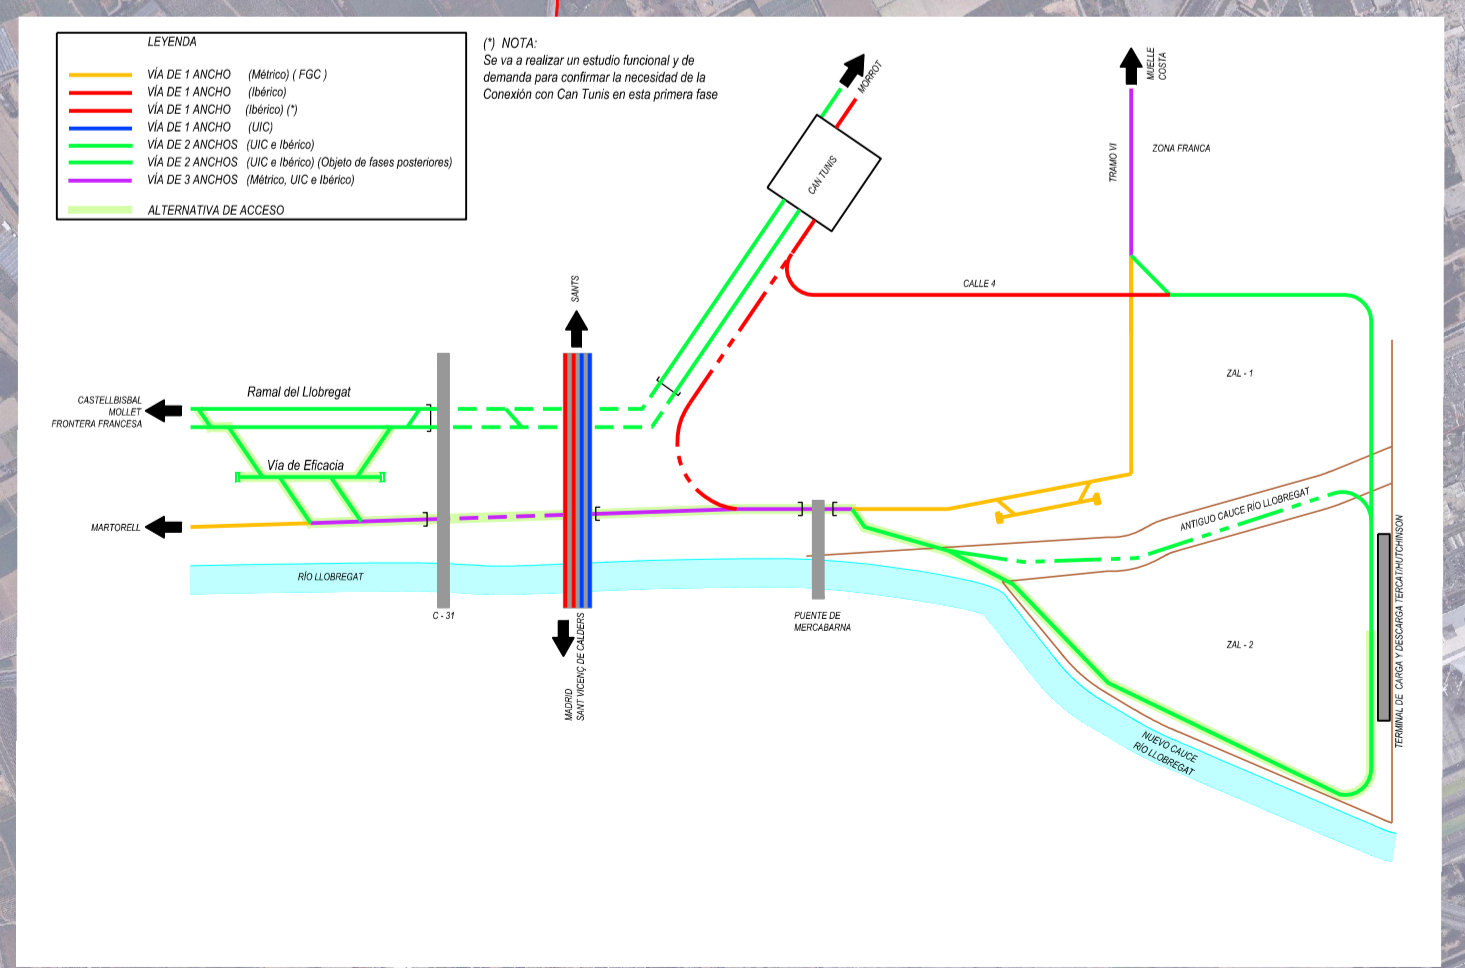 LEYENDA
VÍA DE 1 ANCHO (Métrico) ( FGC )
VÍA DE 1 ANCHO (Ibérico)
VÍA DE 1 ANCHO (Ibérico) (*)
VÍA DE 1 ANCHO (UIC)
VÍA DE 2 ANCHOS (UIC e Ibérico)
VÍA DE 2 ANCHOS (UIC e Ibérico) (Objeto de fases posteriores)
VÍA DE 3 ANCHOS (Métrico, UIC e Ibérico)
ALTERNATIVA DE ACCESO
(*) NOTA:
Se va a realizar un estudio funcional y de
demanda para confirmar la necesidad de la
Conexión con Can Tunis en esta primera fase
MORROT
CAN TUNIS
MUELLE
COSTA
TRAMO VI
ZONA FRANCA
CALLE 4
SANTS
CASTELLBISBAL
MOLLET
FRONTERA FRANCESA
Ramal del Llobregat
Vía de Eficacia
MARTORELL
RÍO LLOBREGAT
C - 31
MADRID
SANT VICENÇ DE CALDERS
PUENTE DE
MERCABARNA
ZAL - 1
ANTIGUO CAUCE RÍO LLOBREGAT
ZAL - 2
TERMINAL DE CARGA Y DESCARGA TERCAT/HUTCHINSON
NUEVO CAUCE
RÍO LLOBREGAT